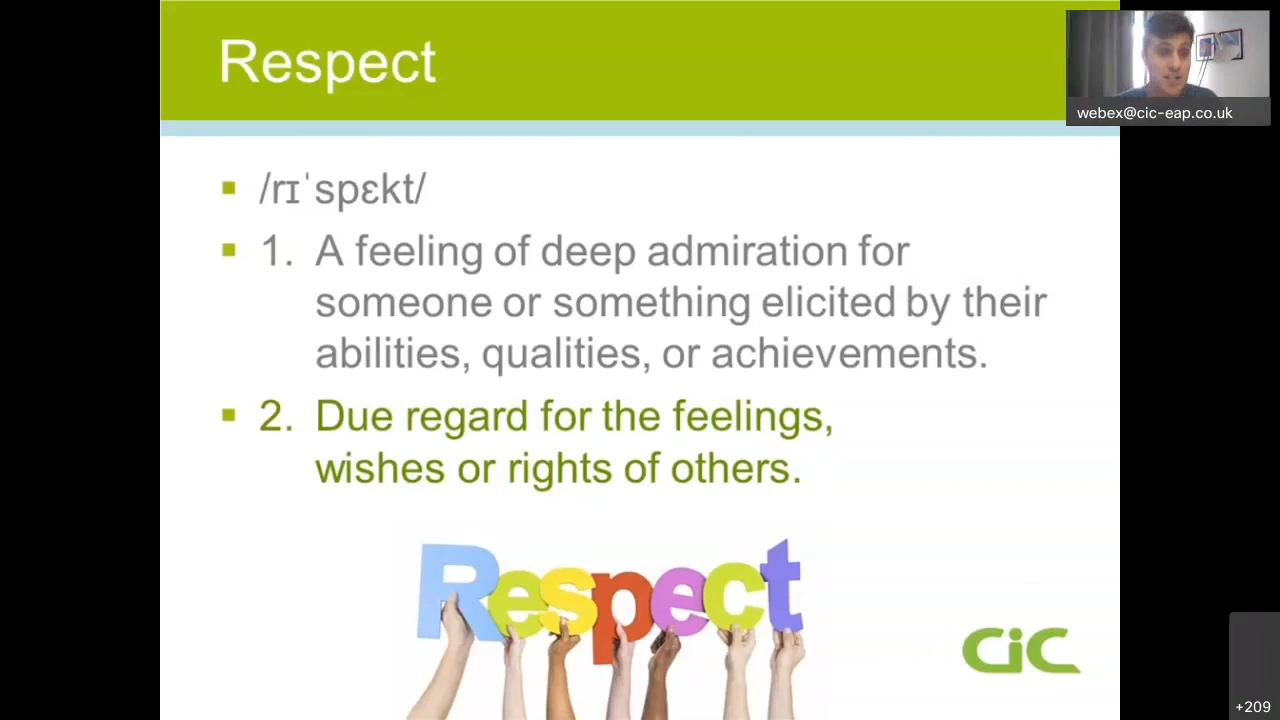 Respect
webex@cic-eap.co.uk
▪ /rɪˈspɛkt/
▪ 1. A feeling of deep admiration for
someone or something elicited by their
abilities, qualities, or achievements.
▪ 2. Due regard for the feelings,
wishes or rights of others.
Respect
CiC
+209